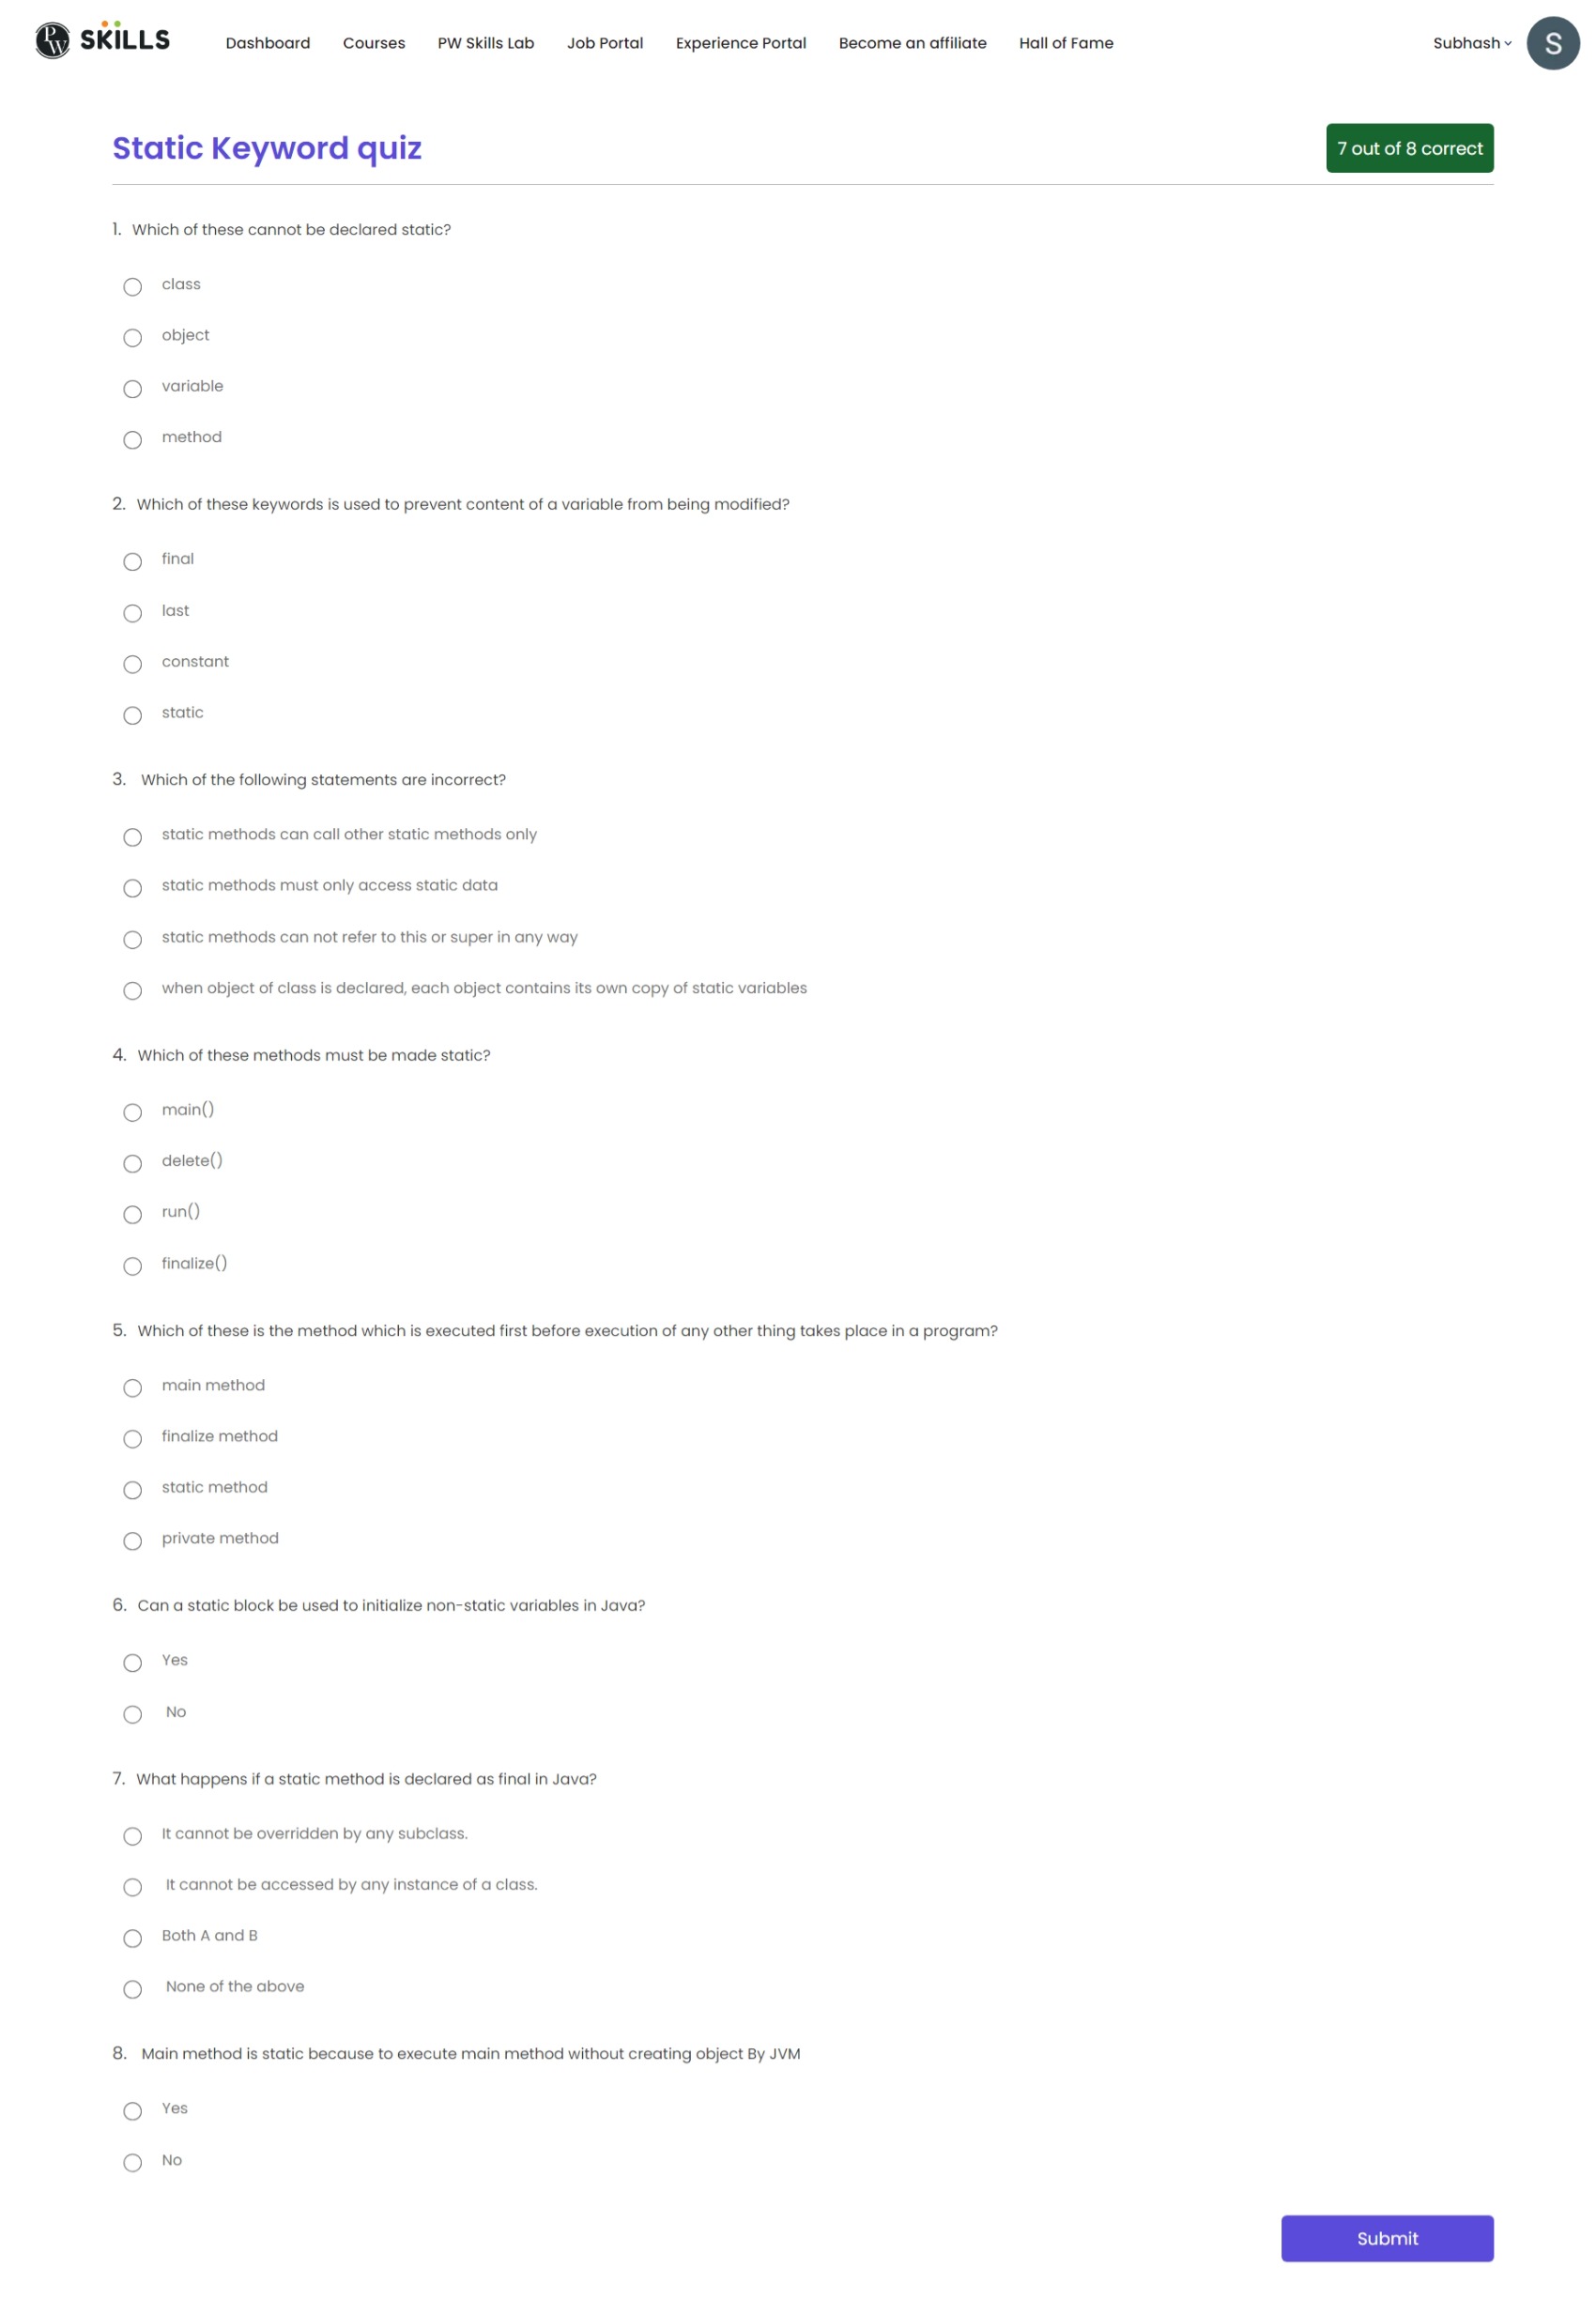 PW SKILLS
Dashboard Courses PW Skills Lab Job Portal Experience Portal Become an affiliate Hall of Fame Subhash S
Static Keyword quiz
7 out of 8 correct
1. Which of these cannot be declared static?
class
object
variable
method
2. Which of these keywords is used to prevent content of a variable from being modified?
final
last
constant
static
3. Which of the following statements are incorrect?
static methods can call other static methods only
static methods must only access static data
static methods can not refer to this or super in any way
when object of class is declared, each object contains its own copy of static variables
4. Which of these methods must be made static?
main()
delete()
run()
finalize()
5. Which of these is the method which is executed first before execution of any other thing takes place in a program?
main method
finalize method
static method
private method
6. Can a static block be used to initialize non-static variables in Java?
Yes
No
7. What happens if a static method is declared as final in Java?
It cannot be overridden by any subclass.
It cannot be accessed by any instance of a class.
Both A and B
None of the above
8. Main method is static because to execute main method without creating object By JVM
Yes
No
Submit